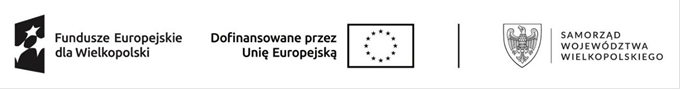 Fundusze Europejskie
dla Wielkopolski
Dofinansowane przez
Unię Europejską
SAMORZĄD
WOJEWÓDZTWA
WIELKOPOLSKIEGO